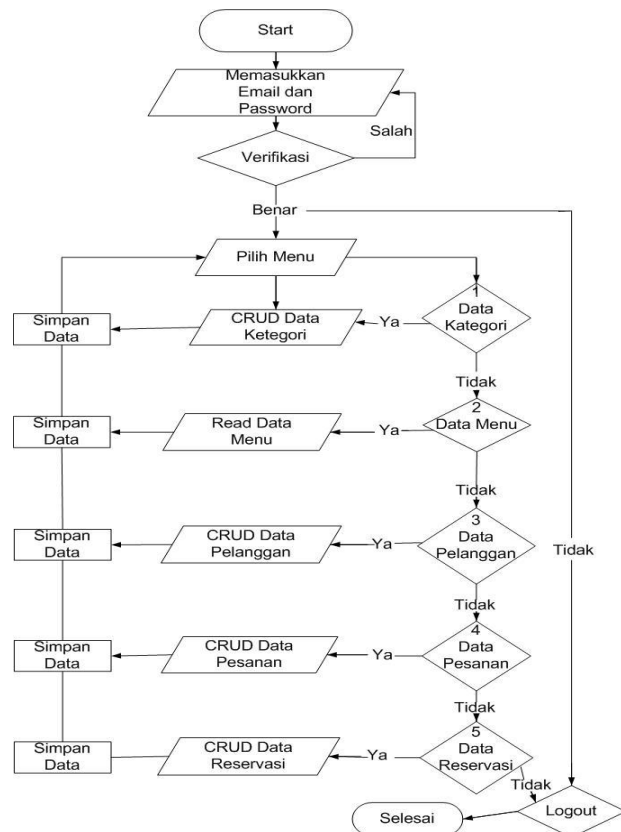 Start
Memasukkan
Email dan
Password
Salah
Verifikasi
Benar
Pilih Menu
1
Data
Kategori
Ya
CRUD Data
Ketegori
Simpan
Data
Tidak
2
Data Menu
Ya
Read Data
Menu
Simpan
Data
Tidak
3
Data
Pelanggan
Ya
CRUD Data
Pelanggan
Simpan
Data
Tidak
Tidak
4
Data
Pesanan
Ya
CRUD Data
Pesanan
Simpan
Data
Tidak
5
Data
Reservasi
Ya
CRUD Data
Reservasi
Simpan
Data
Tidak
Logout
Selesai